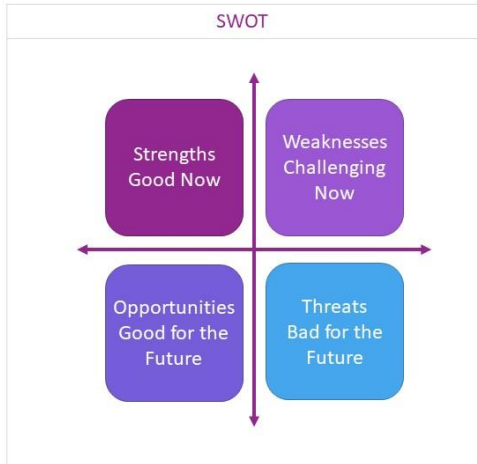 SWOT
Strengths
Good Now
Weaknesses
Challenging
Now
Opportunities
Good for the
Future
Threats
Bad for the
Future